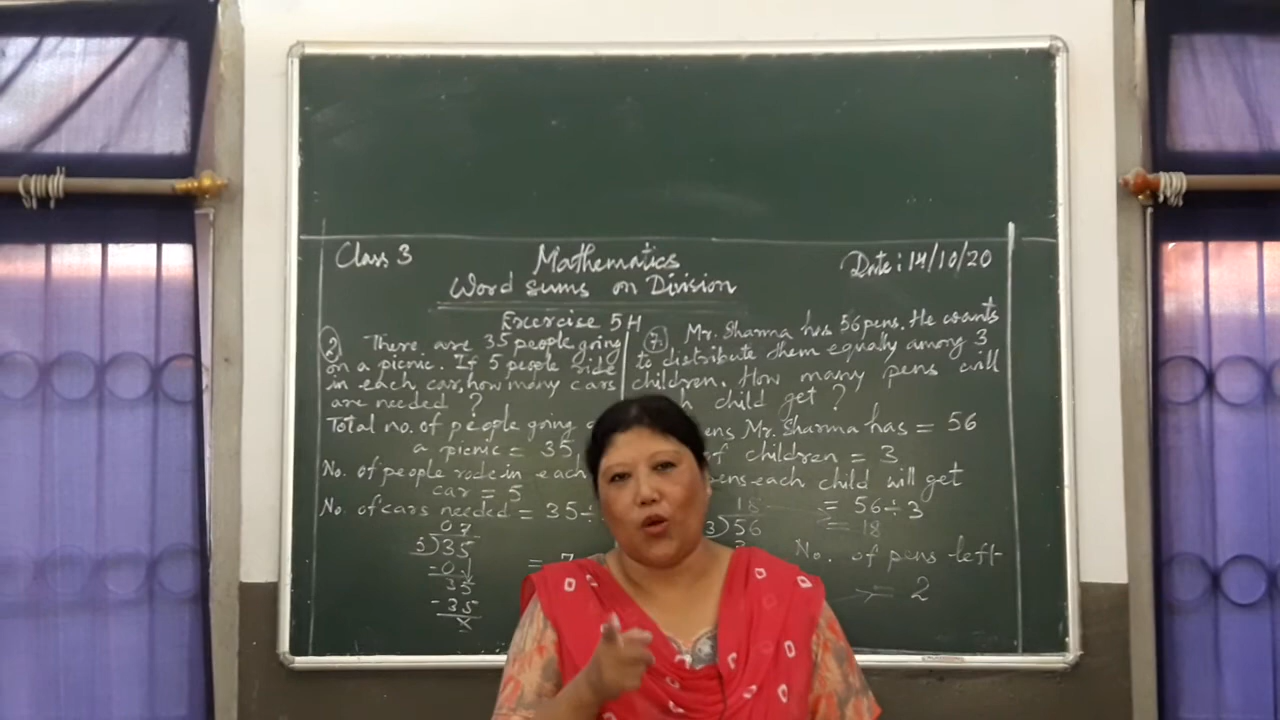 Class 3
Mathematics
Date: 14/10/20
Word sums on Division
Exercise 5H
2. There are 35 people going
on a picnic. If 5 people ride
in each car, how many cars
are needed?
Total no. of people going
a picnic = 35
No. of people rode in each
car = 5
No. of cars needed = 35÷
07
5)35
-0↓
35
-35
x
= 7
7. Mr. Sharma has 56 pens. He wants
to distribute them equally among 3
children. How many pens will
child get?
Mr. Sharma has = 56
of children = 3
each child will get
= 56÷3
= 18
18
3)56
No. of pens left
= 2